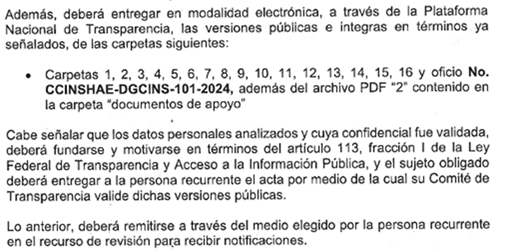 Además, deberá entregar en modalidad electrónica, a través de la Plataforma
Nacional de Transparencia, las versiones públicas e integras en términos ya
señalados, de las carpetas siguientes:
• Carpetas 1, 2, 3, 4, 5, 6, 7, 8, 9, 10, 11, 12, 13, 14, 15, 16 y oficio No.
CCINSHAE-DGCINS-101-2024, además del archivo PDF “2” contenido en
la carpeta “documentos de apoyo”
Cabe señalar que los datos personales analizados y cuya confidencial fue validada,
deberá fundarse y motivarse en términos del artículo 113, fracción I de la Ley
Federal de Transparencia y Acceso a la Información Pública, y el sujeto obligado
deberá entregar a la persona recurrente el acta por medio de la cual su Comité de
Transparencia valide dichas versiones públicas.
Lo anterior, deberá remitirse a través del medio elegido por la persona recurrente
en el recurso de revisión para recibir notificaciones.